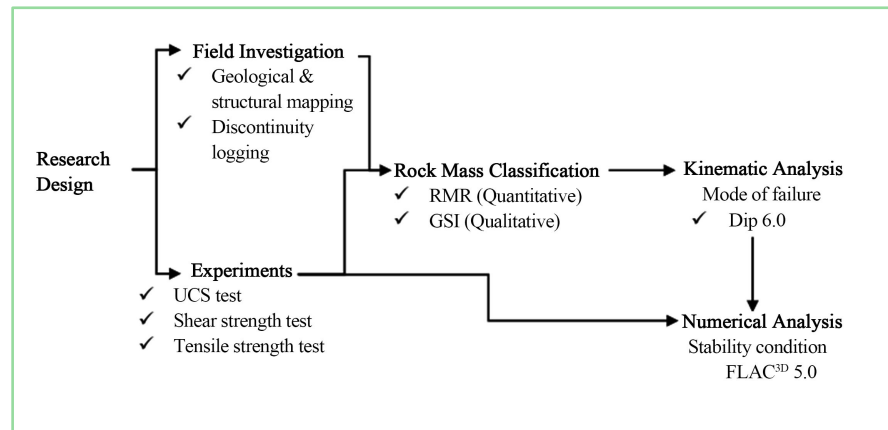 Research
Design
Field Investigation
✓ Geological &
structural mapping
✓ Discontinuity
logging
Experiments
✓ UCS test
✓ Shear strength test
✓ Tensile strength test
Rock Mass Classification
✓ RMR (Quantitative)
✓ GSI (Qualitative)
Kinematic Analysis
Mode of failure
✓ Dip 6.0
Numerical Analysis
Stability condition
FLAC³ᴰ 5.0